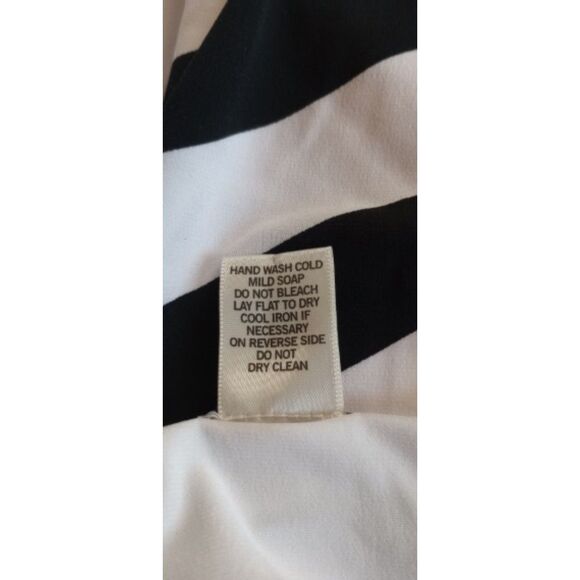 HAND WASH COLD
MILD SOAP
DO NOT BLEACH
LAY FLAT TO DRY
COOL IRON IF
NECESSARY
ON REVERSE SIDE.
DO NOT
DRY CLEAN